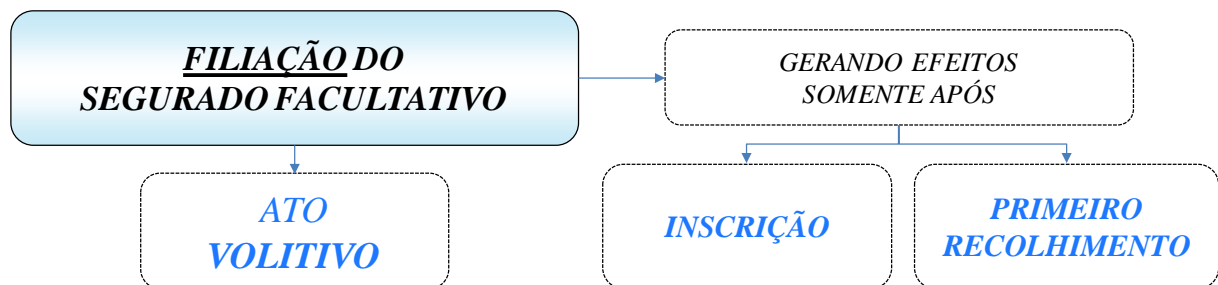 FILIAÇÃO DO
SEGURADO FACULTATIVO
GERANDO EFEITOS
SOMENTE APÓS
ATO
VOLITIVO
INSCRIÇÃO
PRIMEIRO
RECOLHIMENTO